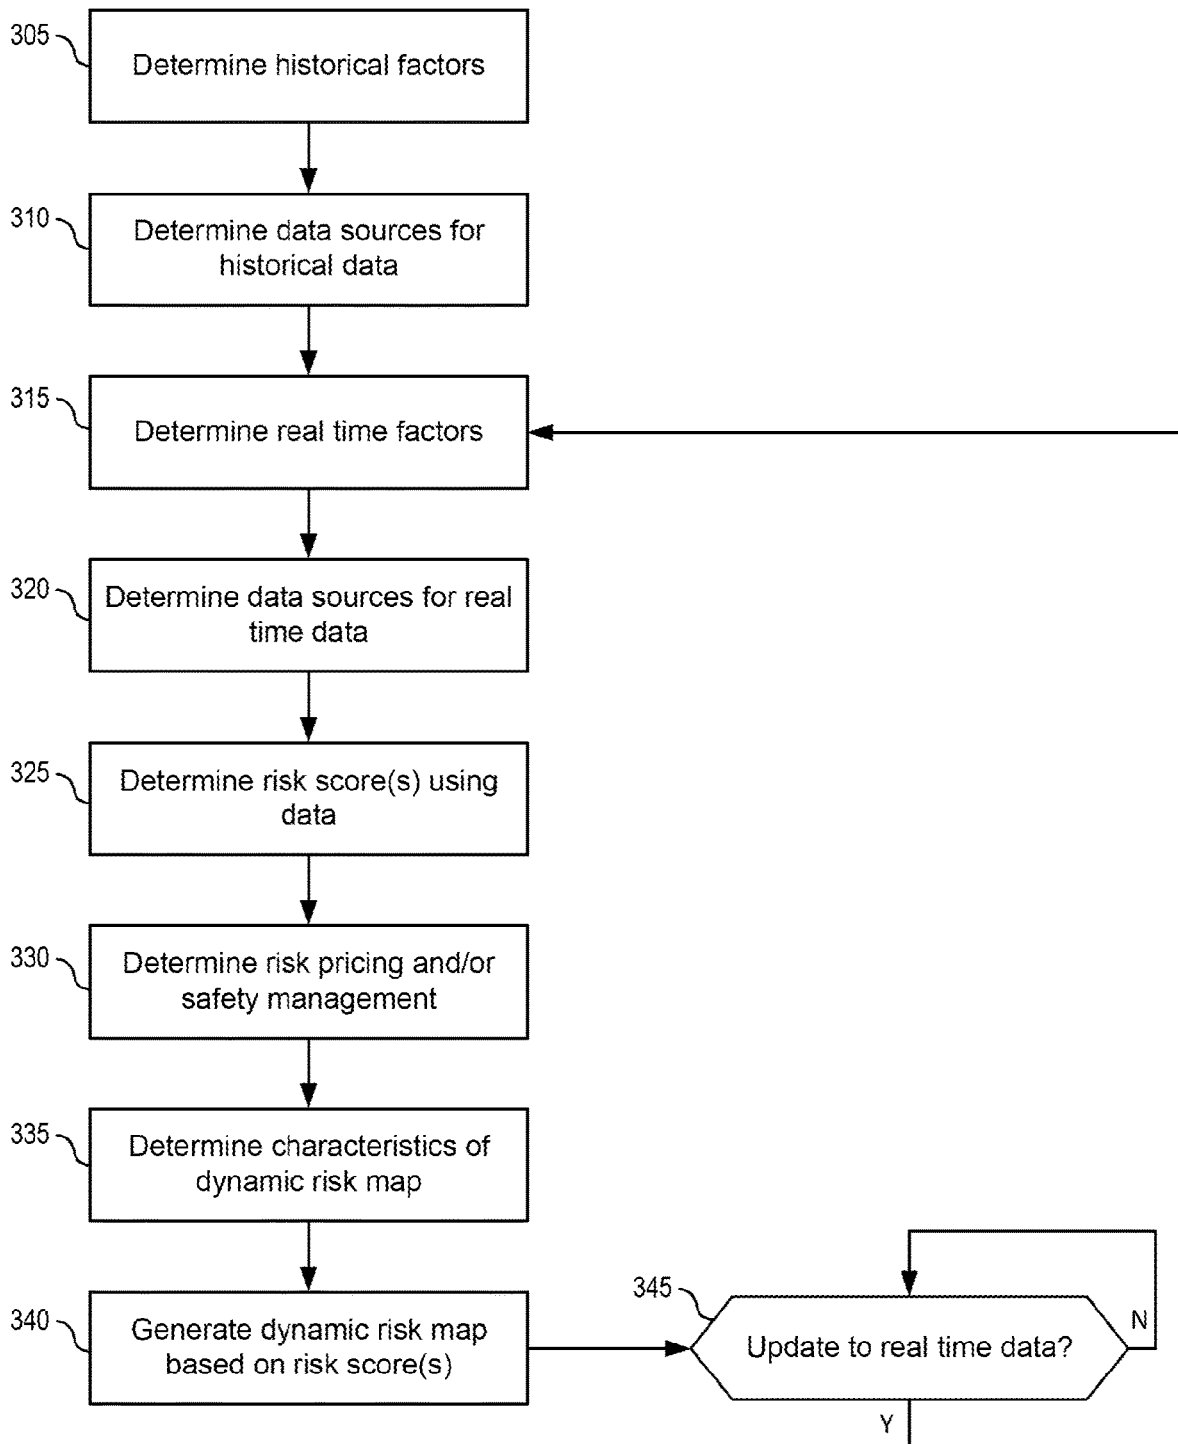 305
Determine historical factors
310
Determine data sources for
historical data
315
Determine real time factors
320
Determine data sources for real
time data
325
Determine risk score(s) using
data
330
Determine risk pricing and/or
safety management
335
Determine characteristics of
dynamic risk map
340
Generate dynamic risk map
based on risk score(s)
345
Update to real time data?
N
Y